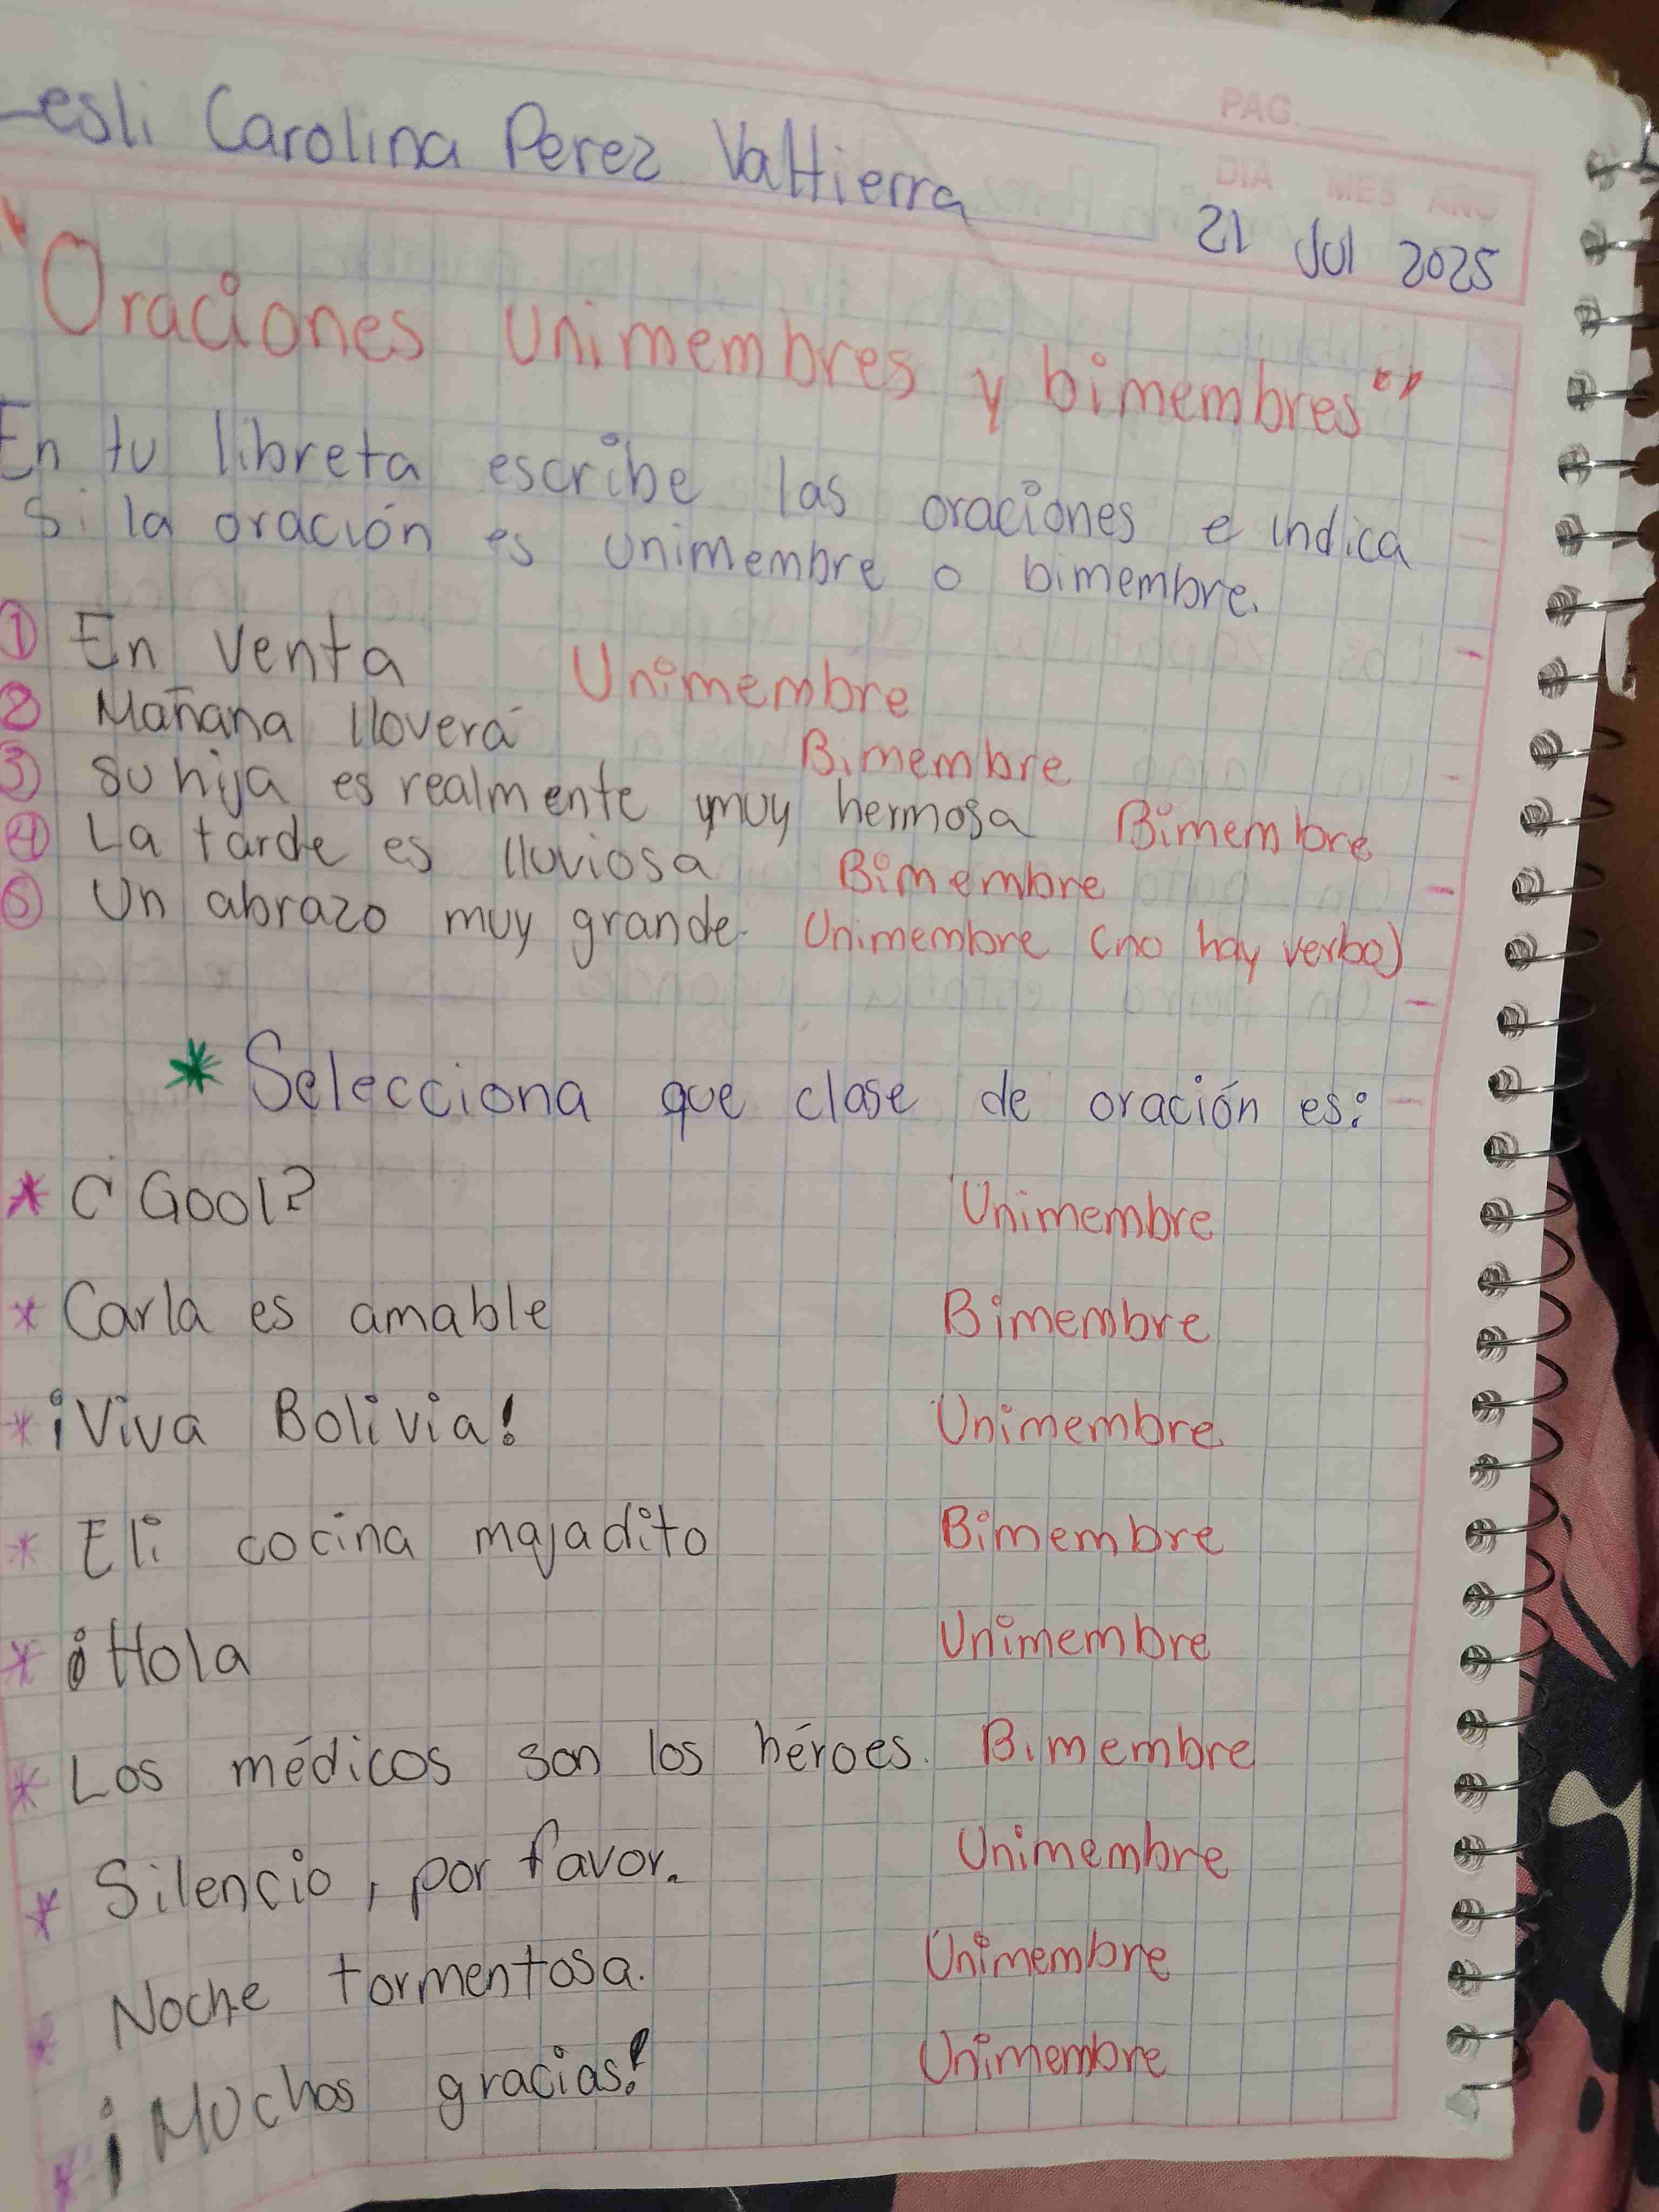 Lesli Carolina Perez Valtierra
PAG.
DIA MES AÑO
21 Jul 2025
"Oraciones unimembres y bimembres"
En tu libreta escribe las oraciones e indica
si la oración es unimembre o bimembre.
① En venta Unimembre
② Mañana lloverá Bimembre
③ Su hija es realmente muy hermosa Bimembre
④ La tarde es lluviosa Bimembre
⑤ Un abrazo muy grande. Unimembre (no hay verbo)
* Selecciona que clase de oración es:
* ¿ Gool? Unimembre
* Carla es amable Bimembre
* ¡Viva Bolivia! Unimembre
* Eli cocina majadito Bimembre
* ¡Hola Unimembre
* Los médicos son los héroes. Bimembre
* Silencio, por favor. Unimembre
* Noche tormentosa. Unimembre
* ¡Muchas gracias! Unimembre